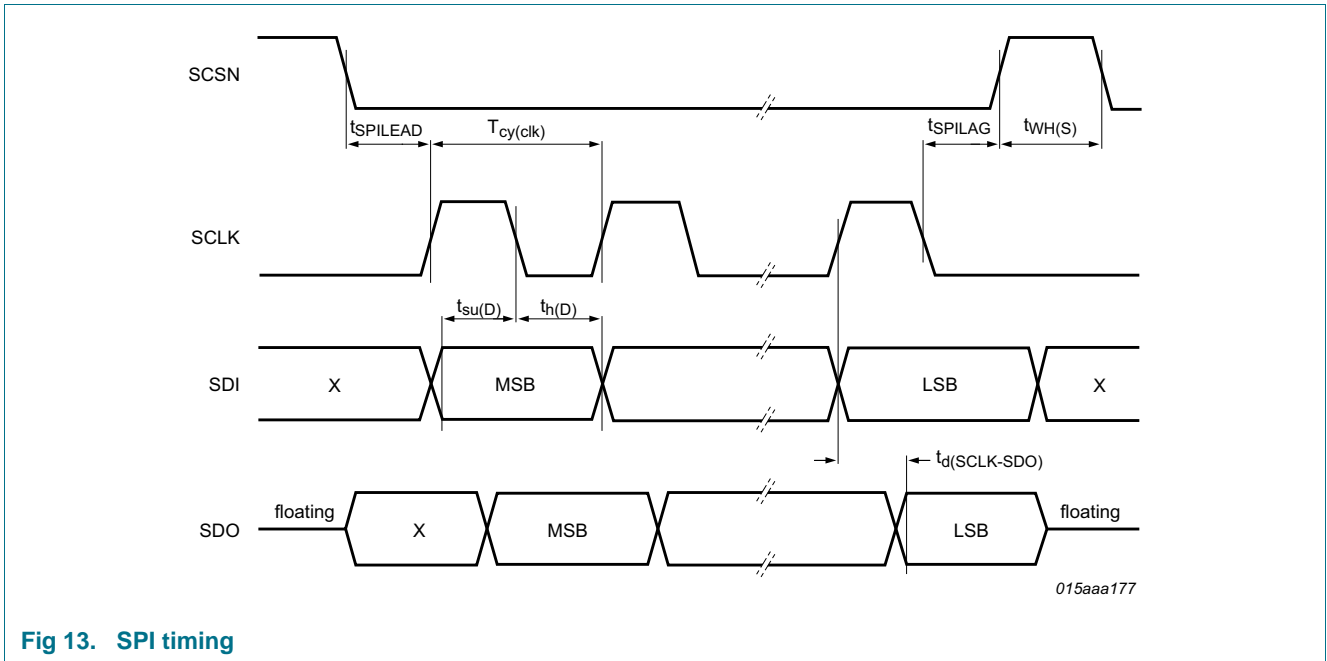 SCSN
tSPILEAD
Tcy(clk)
tSPILAG
tWH(S)
SCLK
tsu(D)
th(D)
SDI
X
MSB
LSB
X
td(SCLK-SDO)
SDO
floating
X
MSB
LSB
floating
015aaa177
Fig 13. SPI timing